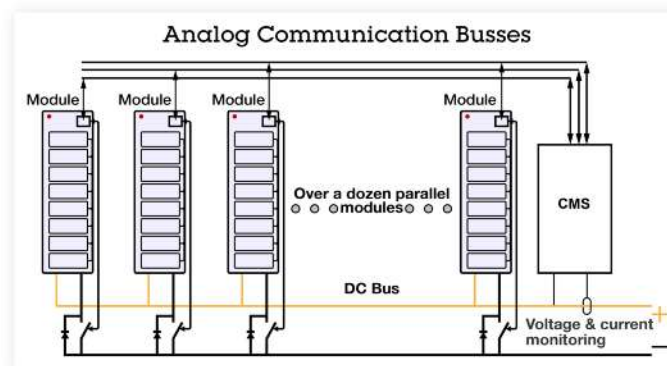 Analog Communication Busses
Module
Module
Module
Module
Over a dozen parallel
modules
CMS
DC Bus
+
Voltage & current
monitoring